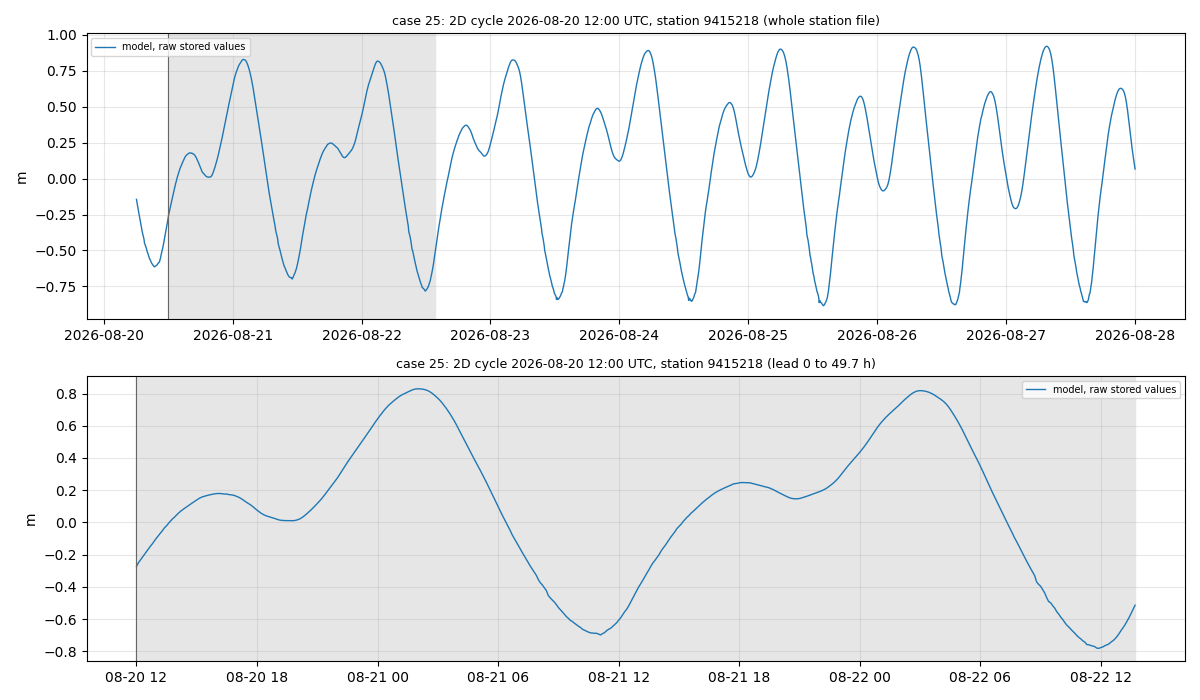 case 25: 2D cycle 2026-08-20 12:00 UTC, station 9415218 (whole station file)
model, raw stored values
1.00
0.75
0.50
0.25
0.00
−0.25
−0.50
−0.75
m
2026-08-20 2026-08-21 2026-08-22 2026-08-23 2026-08-24 2026-08-25 2026-08-26 2026-08-27 2026-08-28
case 25: 2D cycle 2026-08-20 12:00 UTC, station 9415218 (lead 0 to 49.7 h)
model, raw stored values
0.8
0.6
0.4
0.2
0.0
−0.2
−0.4
−0.6
−0.8
m
08-20 12 08-20 18 08-21 00 08-21 06 08-21 12 08-21 18 08-22 00 08-22 06 08-22 12